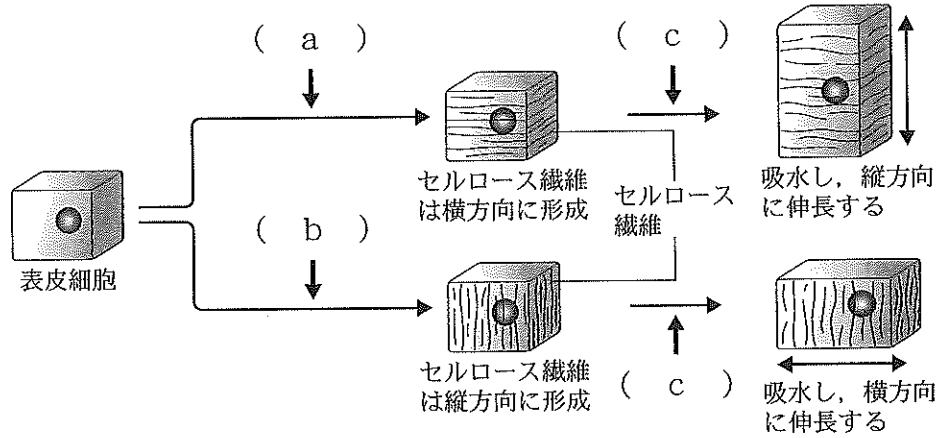 ( a )
( c )
セルロース繊維
は横方向に形成
吸水し，縦方向
に伸長する
セルロース
繊維
表皮細胞
( b )
セルロース繊維
は縦方向に形成
( c )
吸水し，横方向
に伸長する